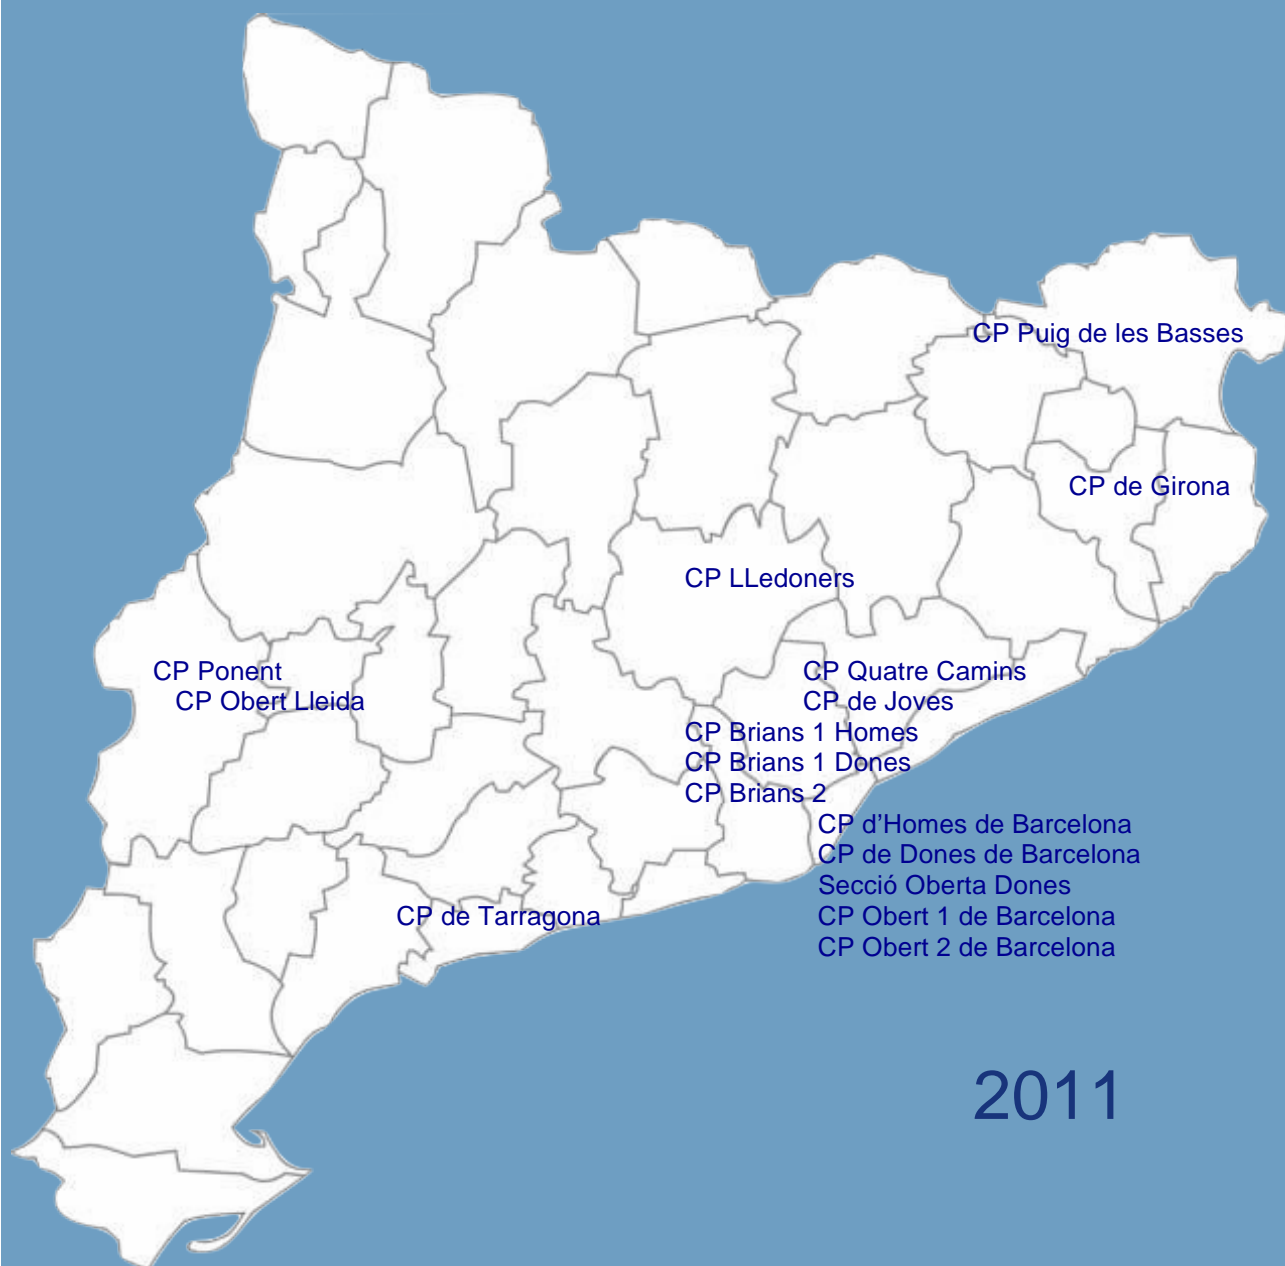 CP Puig de les Basses
CP de Girona
CP LLedoners
CP Ponent
CP Obert Lleida
CP Quatre Camins
CP de Joves
CP Brians 1 Homes
CP Brians 1 Dones
CP Brians 2
CP d'Homes de Barcelona
CP de Dones de Barcelona
Secció Oberta Dones
CP Obert 1 de Barcelona
CP Obert 2 de Barcelona
CP de Tarragona
2011